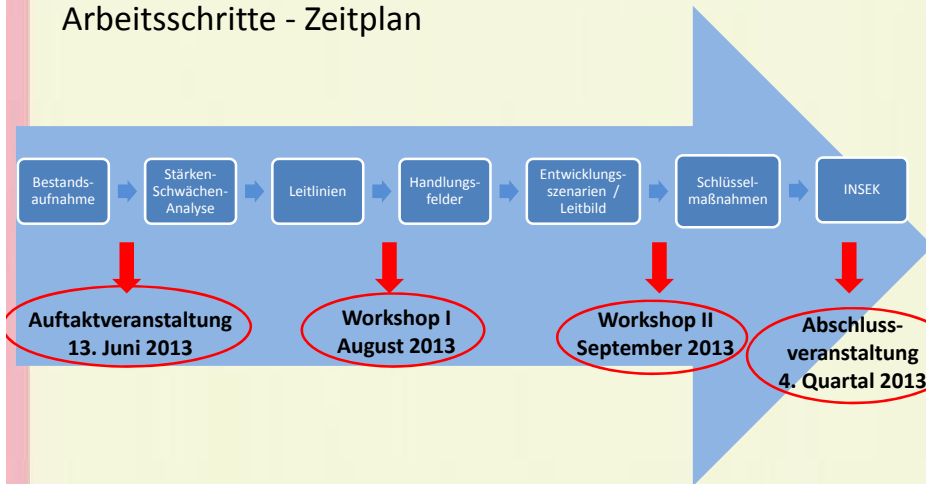 Arbeitsschritte - Zeitplan
Bestands-
aufnahme
Stärken-
Schwächen-
Analyse
Leitlinien
Handlungs-
felder
Entwicklungs-
szenarien /
Leitbild
Schlüssel-
maßnahmen
INSEK
Auftaktveranstaltung
13. Juni 2013
Workshop I
August 2013
Workshop II
September 2013
Abschluss-
veranstaltung
4. Quartal 2013